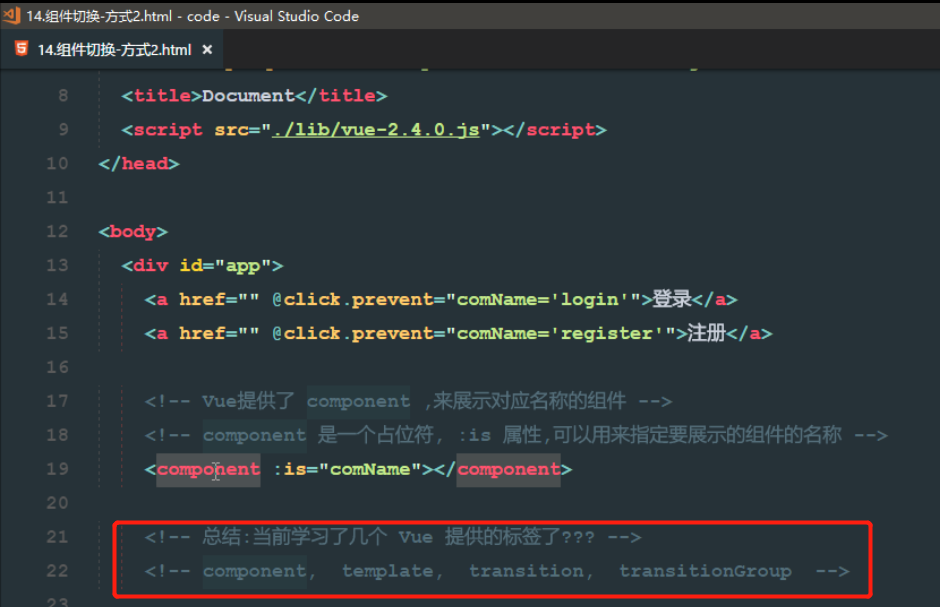 14.组件切换-方式2.html - code - Visual Studio Code
14.组件切换-方式2.html ×
8 <title>Document</title>
9 <script src="./lib/vue-2.4.0.js"></script>
10 </head>
11
12 <body>
13 <div id="app">
14 <a href="" @click.prevent="comName='login'">登录</a>
15 <a href="" @click.prevent="comName='register'">注册</a>
16
17 <!-- Vue提供了 component ,来展示对应名称的组件 -->
18 <!-- component 是一个占位符, :is 属性,可以用来指定要展示的组件的名称 -->
19 <component :is="comName"></component>
20
21 <!-- 总结:当前学习了几个 Vue 提供的标签了??? -->
22 <!-- component, template, transition, transitionGroup -->
23